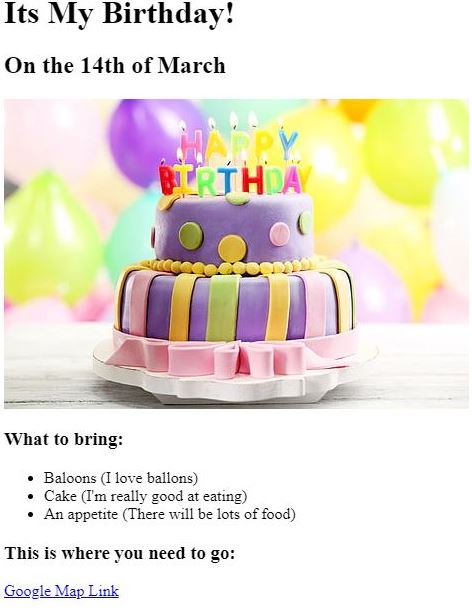 Its My Birthday!
On the 14th of March
HAPPY
BIRTHDAY
What to bring:
Baloons (I love ballons)
Cake (I'm really good at eating)
An appetite (There will be lots of food)
This is where you need to go:
Google Map Link